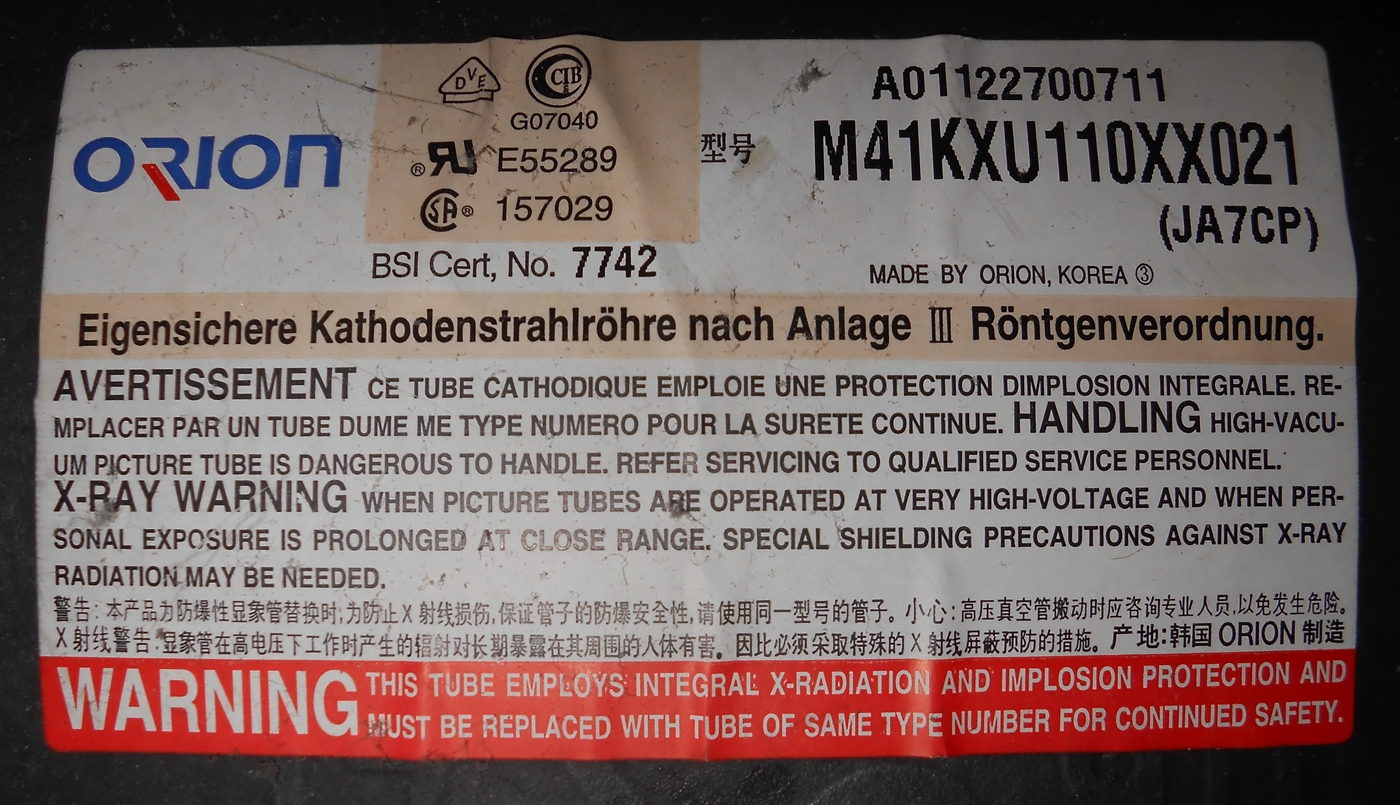 DVE
CIB
G07040
A01122700711
ORION
®RU E55289
型号
M41KXU110XX021
SA® 157029
(JA7CP)
BSI Cert, No. 7742
MADE BY ORION, KOREA ③
Eigensichere Kathodenstrahlröhre nach Anlage Ⅲ Röntgenverordnung.
AVERTISSEMENT CE TUBE CATHODIQUE EMPLOIE UNE PROTECTION DIMPLOSION INTEGRALE. RE-
MPLACER PAR UN TUBE DUME ME TYPE NUMERO POUR LA SURETE CONTINUE. HANDLING HIGH-VACU-
UM PICTURE TUBE IS DANGEROUS TO HANDLE. REFER SERVICING TO QUALIFIED SERVICE PERSONNEL.
X-RAY WARNING WHEN PICTURE TUBES ARE OPERATED AT VERY HIGH-VOLTAGE AND WHEN PER-
SONAL EXPOSURE IS PROLONGED AT CLOSE RANGE. SPECIAL SHIELDING PRECAUTIONS AGAINST X-RAY
RADIATION MAY BE NEEDED.
警告: 本产品为防爆性显象管替换时,为防止X 射线损伤,保证管子的防爆安全性,请使用同一型号的管子。小心: 高压真空管搬动时应咨询专业人员,以免发生危险。
X 射线警告:显象管在高电压下工作时产生的辐射对长期暴露在其周围的人体有害。因比必须采取特殊的X 射线屏蔽预防的措施。产地:韩国 ORION 制造
WARNING THIS TUBE EMPLOYS INTEGRAL X-RADIATION AND IMPLOSION PROTECTION AND
MUST BE REPLACED WITH TUBE OF SAME TYPE NUMBER FOR CONTINUED SAFETY.